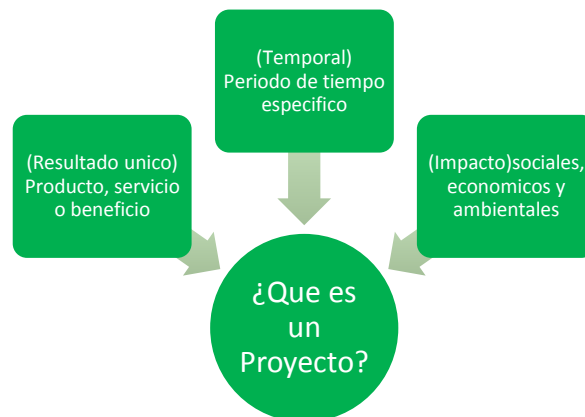 (Temporal)
Periodo de tiempo
especifico
(Resultado unico)
Producto, servicio
o beneficio
(Impacto)sociales,
economicos y
ambientales
¿Que es
un
Proyecto?